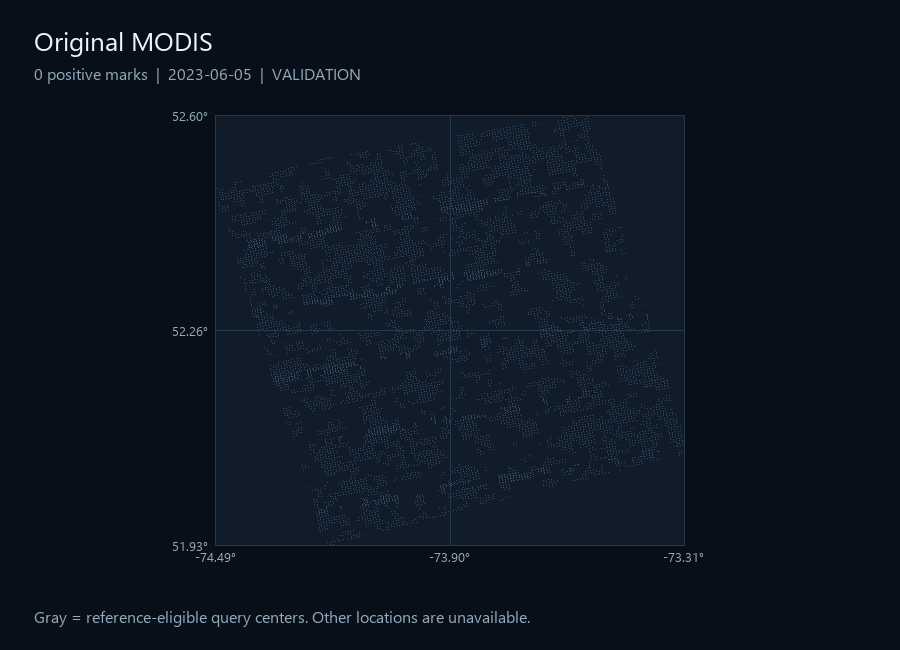 Original MODIS
0 positive marks | 2023-06-05 | VALIDATION
52.60°
52.26°
51.93°
-74.49°
-73.90°
-73.31°
Gray = reference-eligible query centers. Other locations are unavailable.